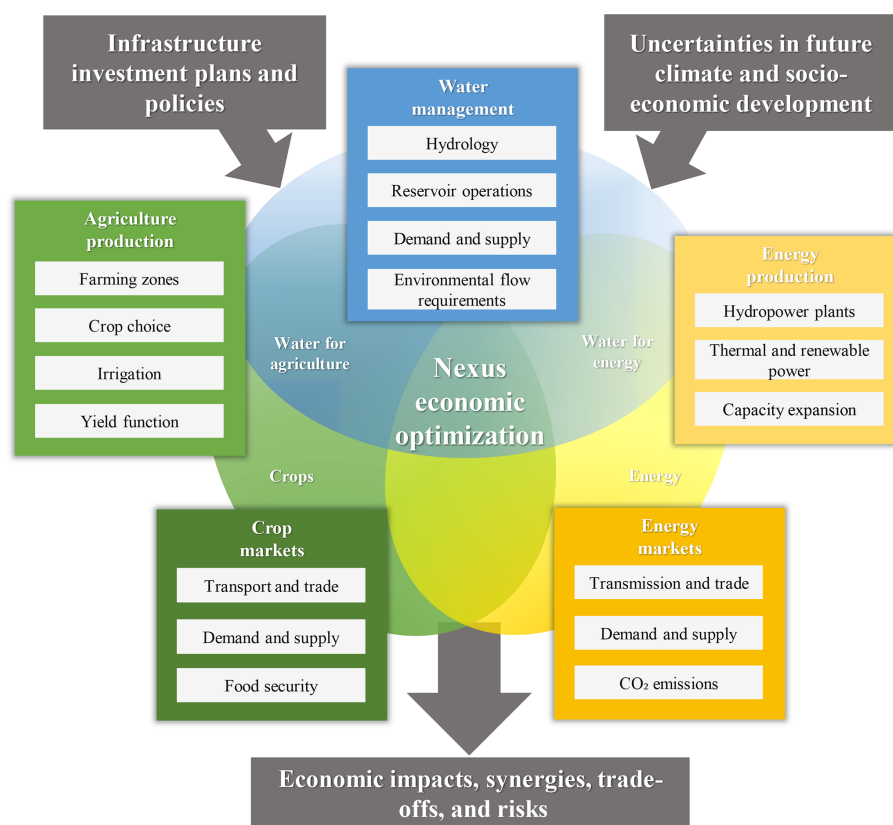 Infrastructure
investment plans and
policies
Uncertainties in future
climate and socio-
economic development
Water
management
Hydrology
Reservoir operations
Demand and supply
Environmental flow
requirements
Agriculture
production
Farming zones
Crop choice
Irrigation
Yield function
Energy
production
Hydropower plants
Thermal and renewable
power
Capacity expansion
Water for
agriculture
Water for
energy
Nexus
economic
optimization
Crops
Energy
Crop
markets
Transport and trade
Demand and supply
Food security
Energy
markets
Transmission and trade
Demand and supply
CO₂ emissions
Economic impacts, synergies, trade-
offs, and risks